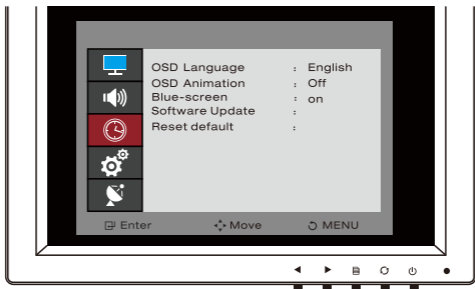 OSD Language : English
OSD Animation : Off
Blue-screen : on
Software Update :
Reset default :
Enter Move MENU